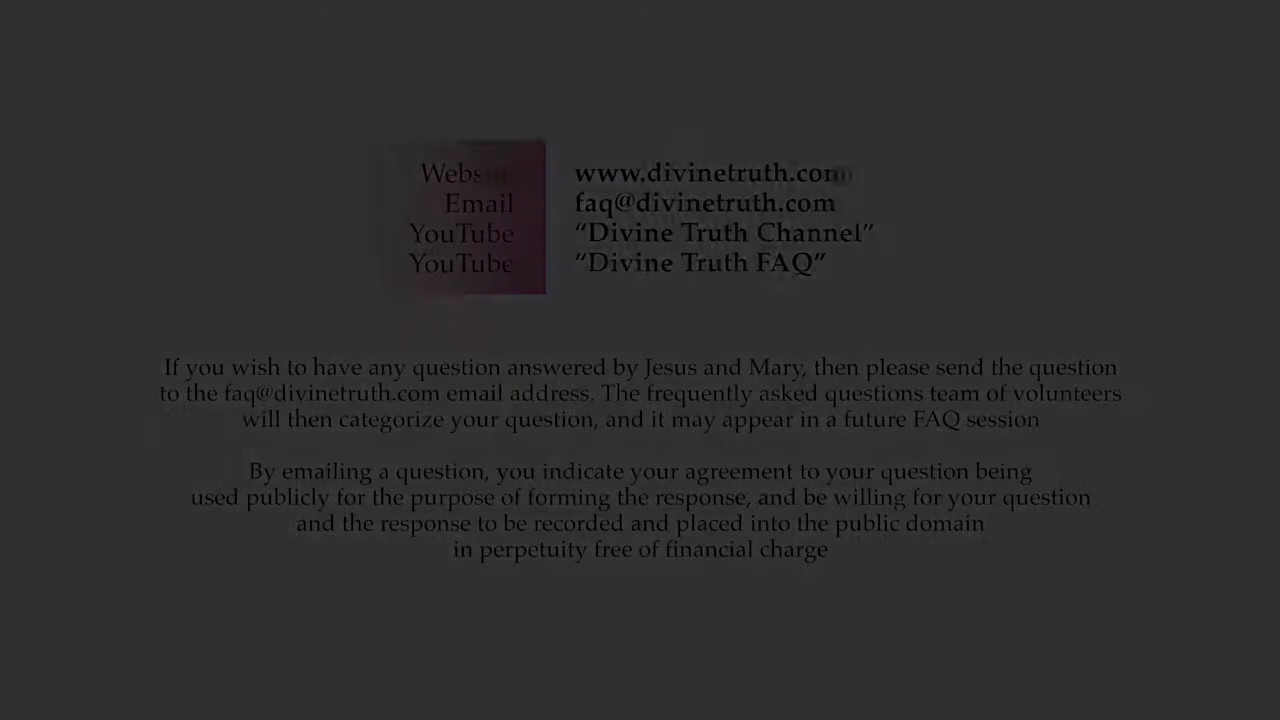 Website www.divinetruth.com
Email faq@divinetruth.com
YouTube “Divine Truth Channel”
YouTube “Divine Truth FAQ”
If you wish to have any question answered by Jesus and Mary, then please send the question
to the faq@divinetruth.com email address. The frequently asked questions team of volunteers
will then categorize your question, and it may appear in a future FAQ session
By emailing a question, you indicate your agreement to your question being
used publicly for the purpose of forming the response, and be willing for your question
and the response to be recorded and placed into the public domain
in perpetuity free of financial charge